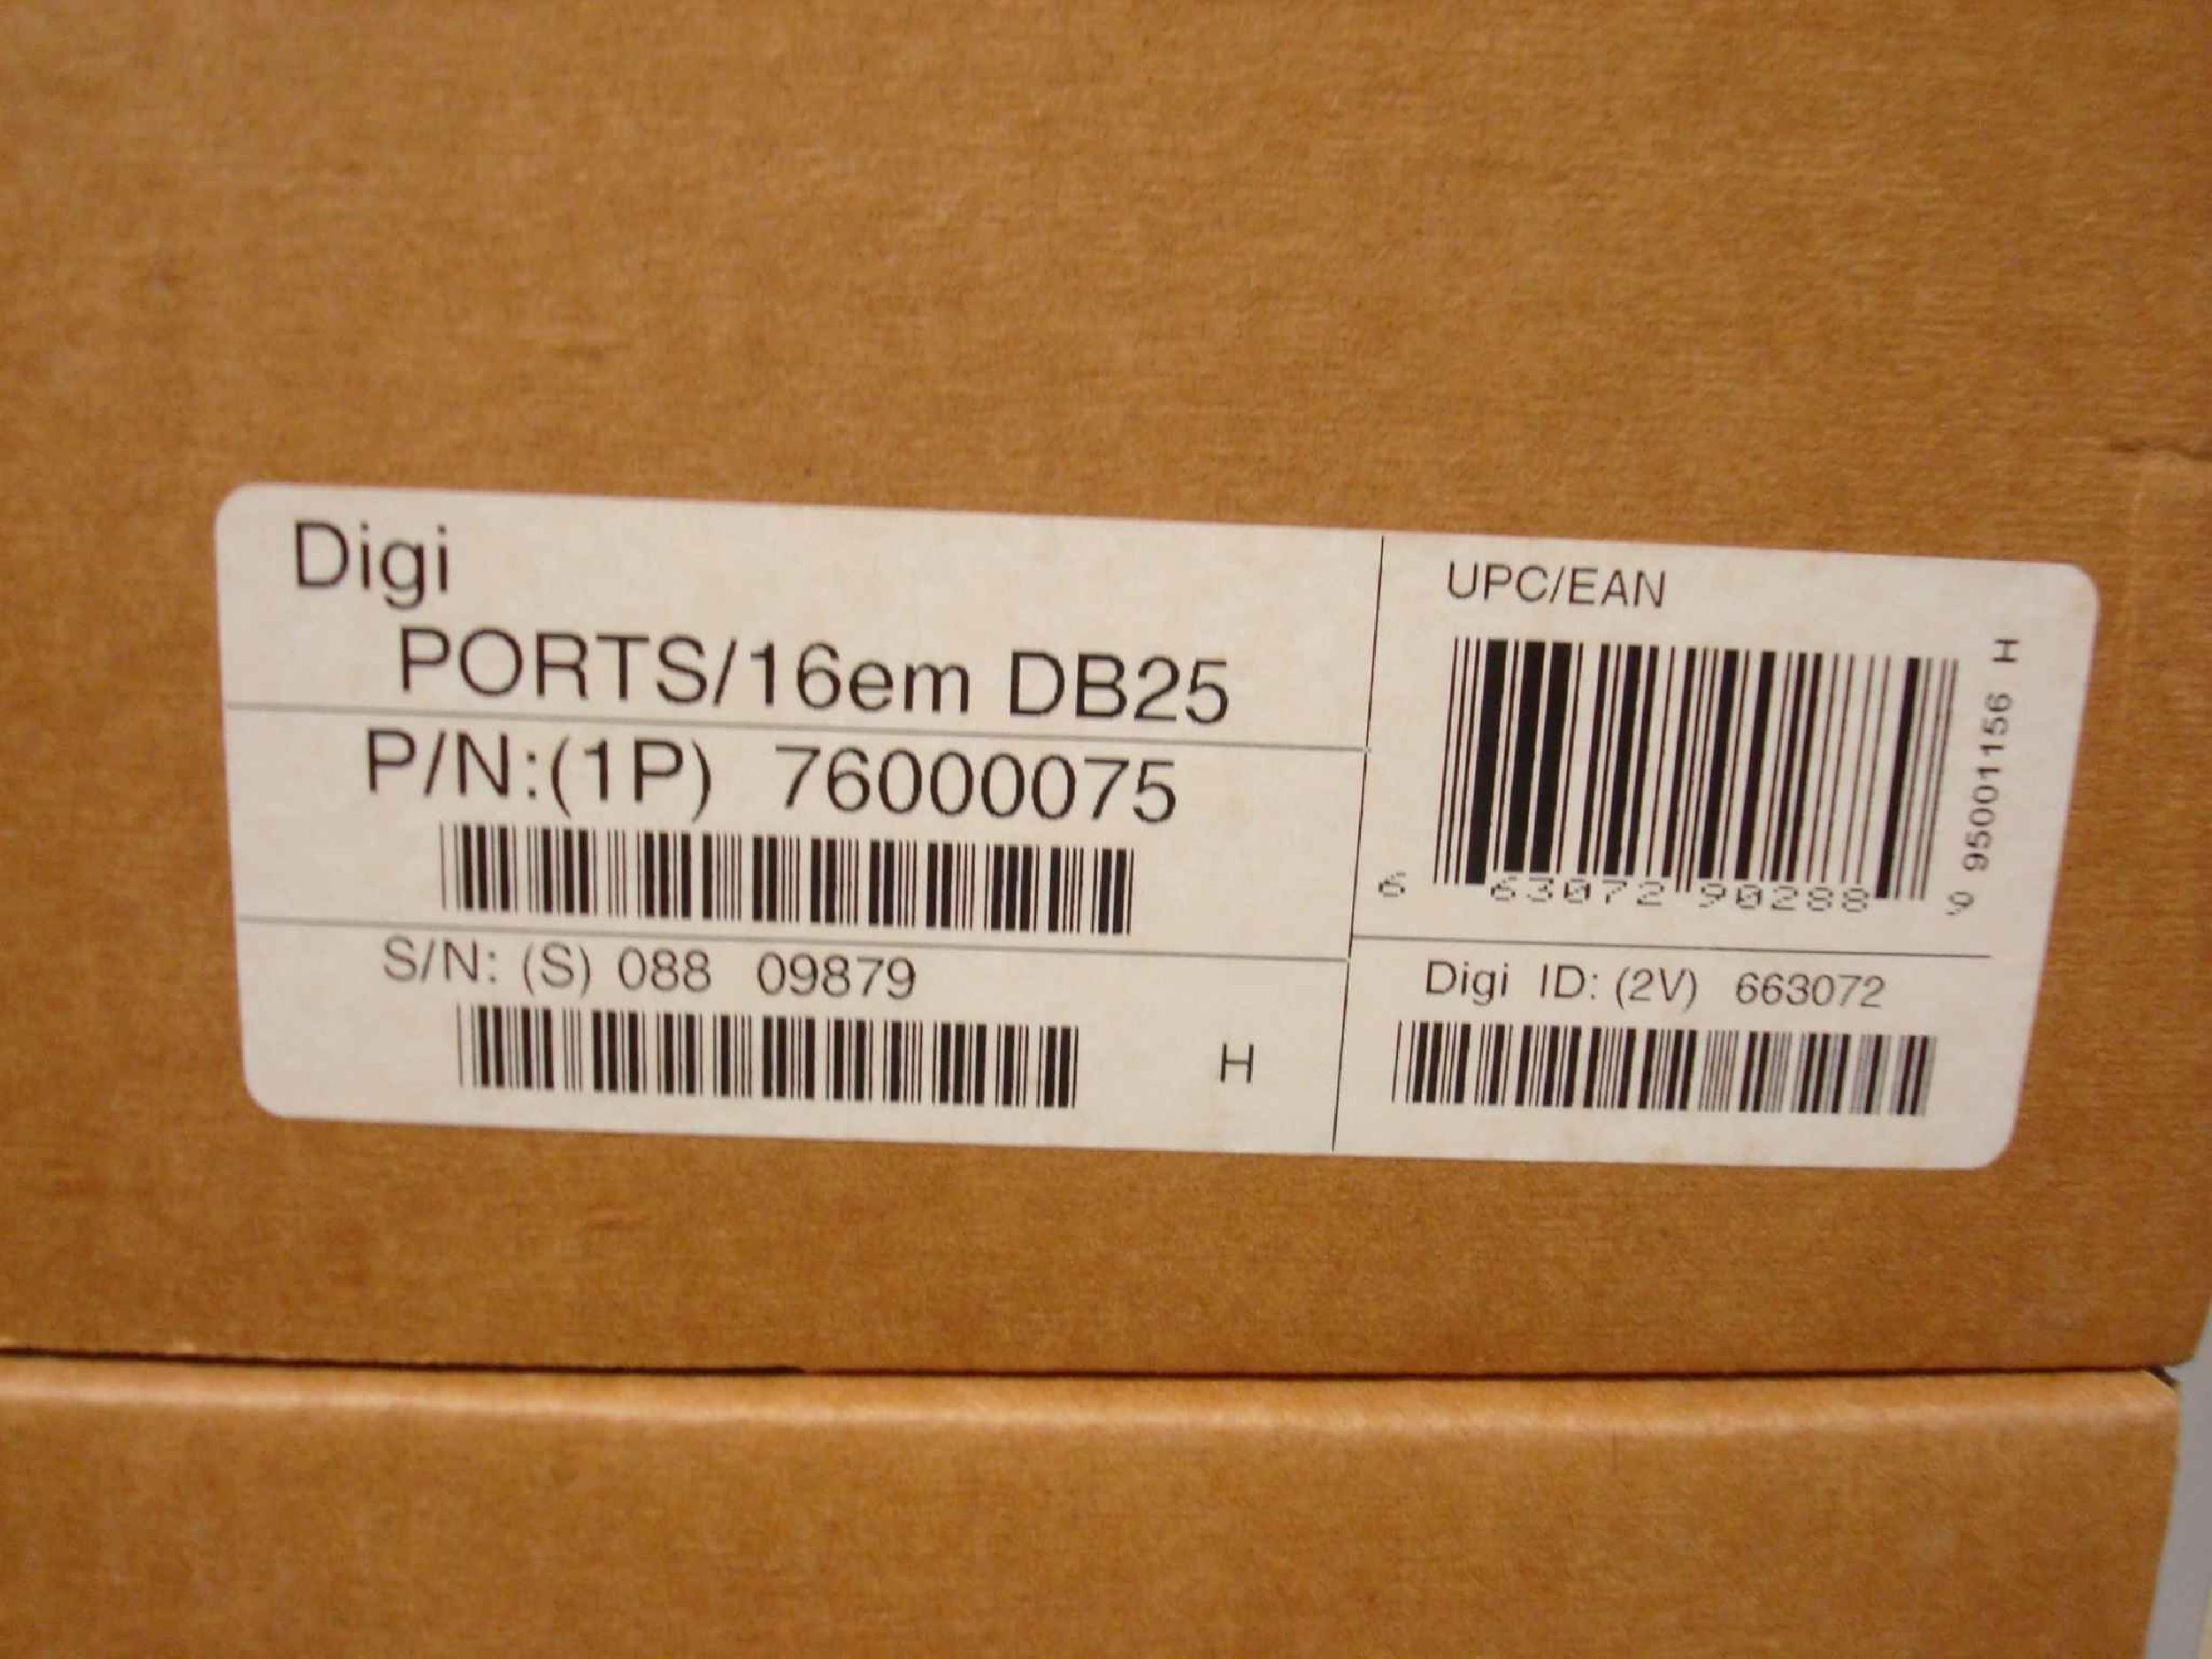 Digi
PORTS/16em DB25
P/N:(1P) 76000075
S/N: (S) 088 09879
H
UPC/EAN
6 63072 90288 9
95001156 H
Digi ID: (2V) 663072